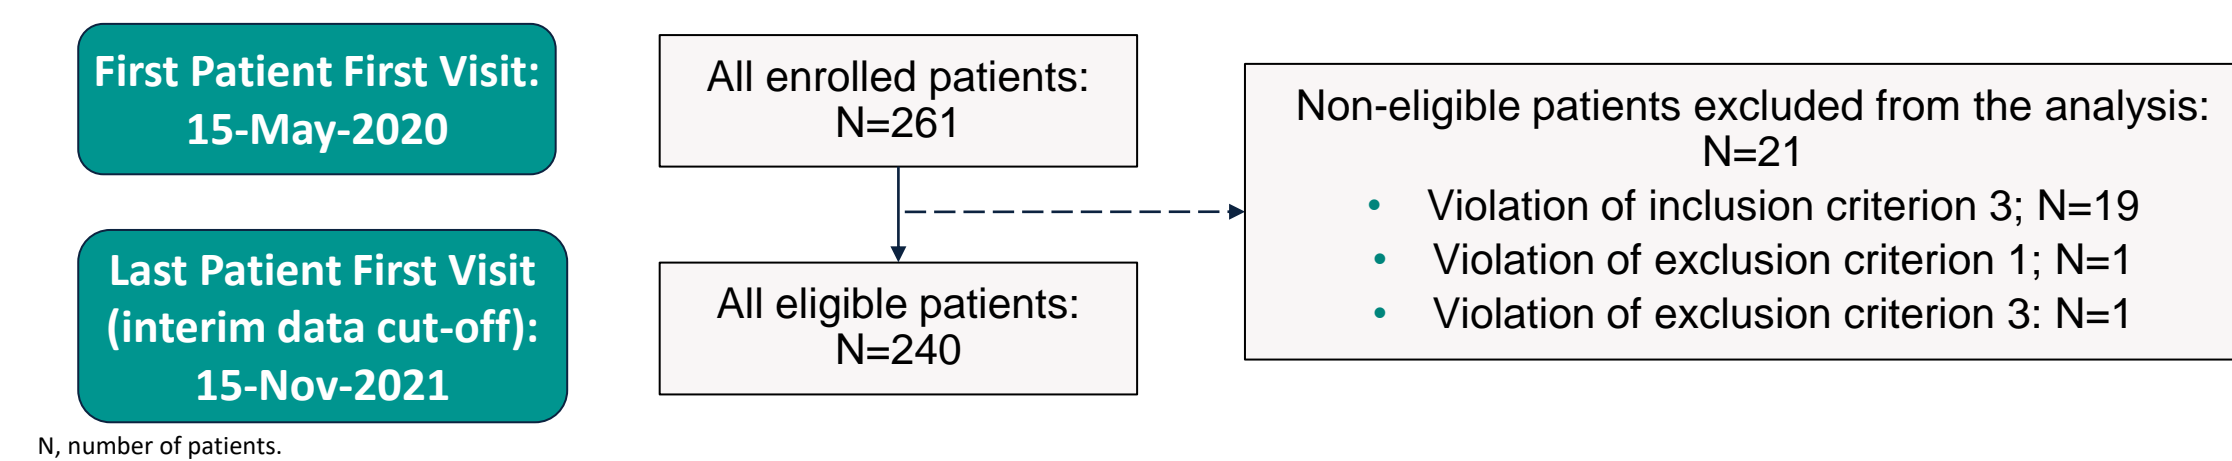 First Patient First Visit:
15-May-2020
Last Patient First Visit
(interim data cut-off):
15-Nov-2021
All enrolled patients:
N=261
All eligible patients:
N=240
Non-eligible patients excluded from the analysis:
N=21
• Violation of inclusion criterion 3; N=19
• Violation of exclusion criterion 1; N=1
• Violation of exclusion criterion 3: N=1
N, number of patients.